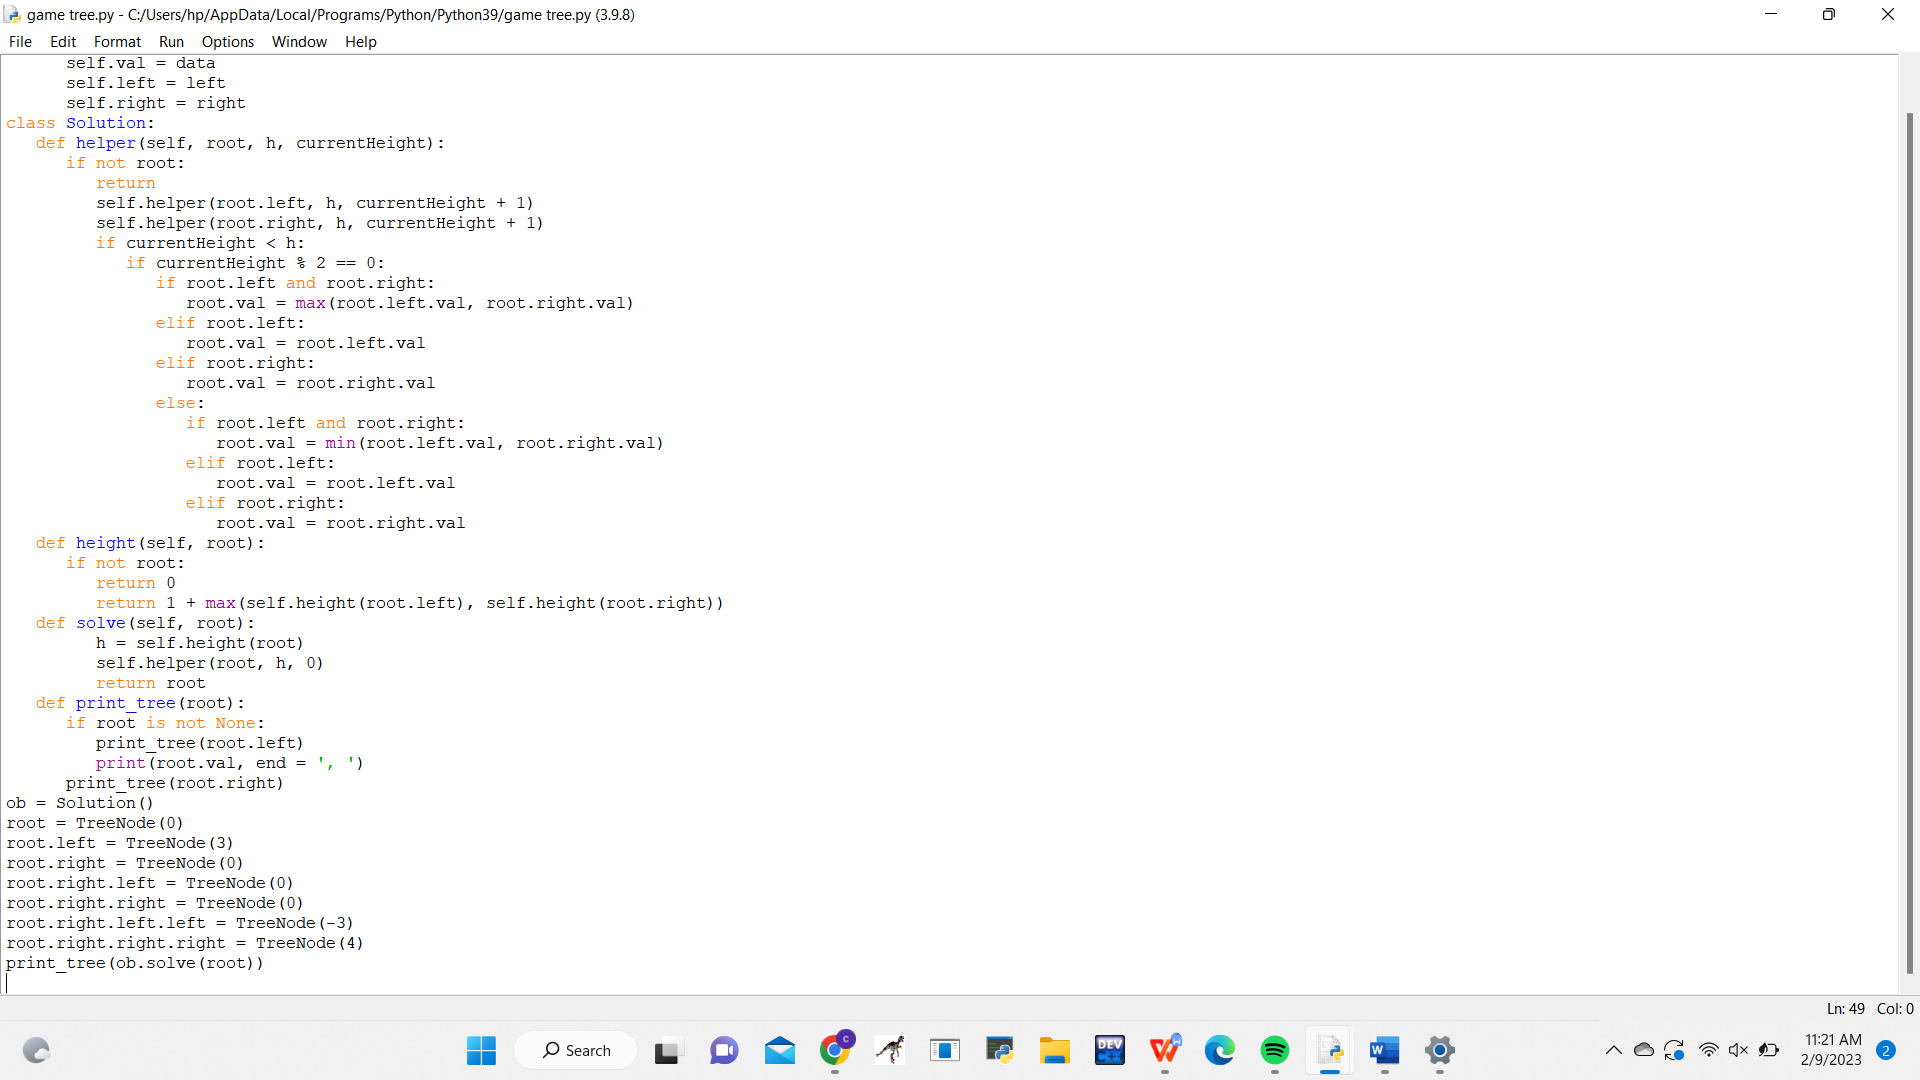 game tree.py - C:/Users/hp/AppData/Local/Programs/Python/Python39/game tree.py (3.9.8)
File Edit Format Run Options Window Help
      self.val = data
      self.left = left
      self.right = right
class Solution:
   def helper(self, root, h, currentHeight):
      if not root:
         return
         self.helper(root.left, h, currentHeight + 1)
         self.helper(root.right, h, currentHeight + 1)
         if currentHeight < h:
            if currentHeight % 2 == 0:
               if root.left and root.right:
                  root.val = max(root.left.val, root.right.val)
               elif root.left:
                  root.val = root.left.val
               elif root.right:
                  root.val = root.right.val
               else:
                  if root.left and root.right:
                     root.val = min(root.left.val, root.right.val)
                  elif root.left:
                     root.val = root.left.val
                  elif root.right:
                     root.val = root.right.val
   def height(self, root):
      if not root:
         return 0
         return 1 + max(self.height(root.left), self.height(root.right))
   def solve(self, root):
         h = self.height(root)
         self.helper(root, h, 0)
         return root
   def print_tree(root):
      if root is not None:
         print_tree(root.left)
         print(root.val, end = ', ')
      print_tree(root.right)
ob = Solution()
root = TreeNode(0)
root.left = TreeNode(3)
root.right = TreeNode(0)
root.right.left = TreeNode(0)
root.right.right = TreeNode(0)
root.right.left.left = TreeNode(-3)
root.right.right.right = TreeNode(4)
print_tree(ob.solve(root))
Ln: 49 Col: 0
Search
C
DEV
C++
W
W
11:21 AM
2/9/2023
2